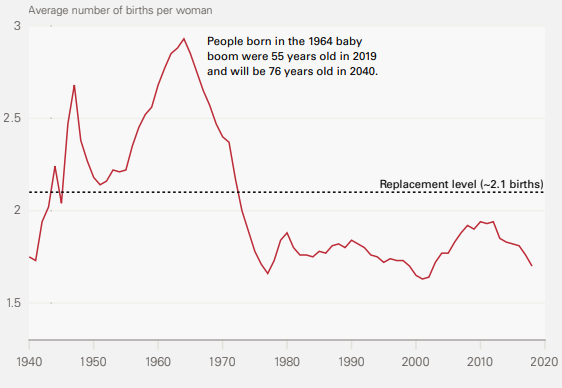 Average number of births per woman
3
People born in the 1964 baby
boom were 55 years old in 2019
and will be 76 years old in 2040.
2.5
Replacement level (~2.1 births)
2
1.5
1940 1950 1960 1970 1980 1990 2000 2010 2020